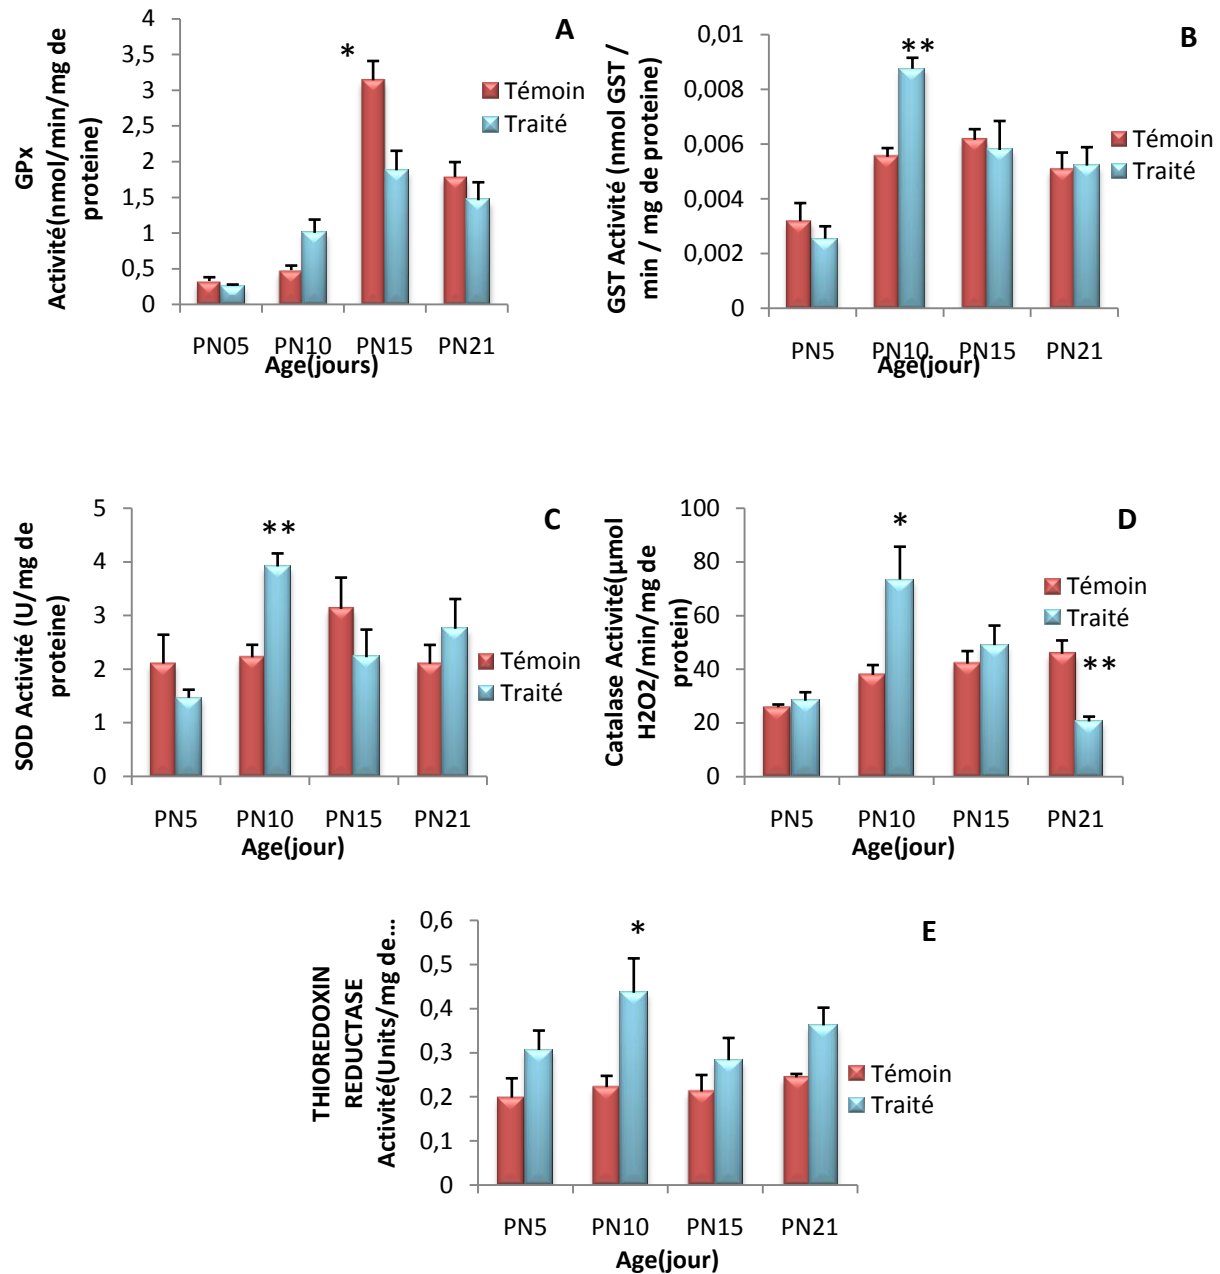 A
GPx
Activité(nmol/min/mg de
proteine)
4
3,5
3
2,5
2
1,5
1
0,5
0
*
Témoin
Traité
PN05 PN10 PN15 PN21
Age(jours)
B
GST Activité (nmol GST /
min / mg de proteine)
0,01
0,008
0,006
0,004
0,002
0
**
Témoin
Traité
PN5 PN10 PN15 PN21
Age(jour)
C
SOD Activité (U/mg de
proteine)
5
4
3
2
1
0
**
Témoin
Traité
PN5 PN10 PN15 PN21
Age(jour)
D
Catalase Activité(µmol
H2O2/min/mg de
protein)
100
80
60
40
20
0
*
**
Témoin
Traité
PN5 PN10 PN15 PN21
Age(jour)
E
THIOREDOXIN
REDUCTASE
Activité(Units/mg de...
0,6
0,5
0,4
0,3
0,2
0,1
0
*
Témoin
Traité
PN5 PN10 PN15 PN21
Age(jour)